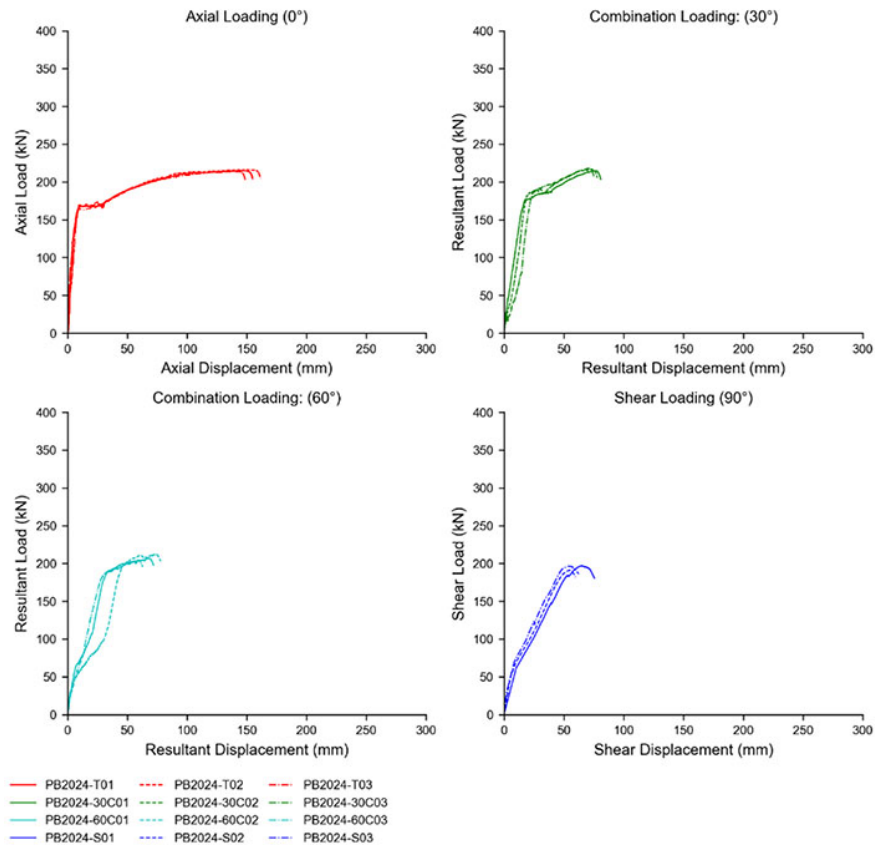 Axial Loading (0°)
400
350
300
250
200
150
100
50
0
Axial Load (kN)
0 50 100 150 200 250 300
Axial Displacement (mm)
Combination Loading: (30°)
400
350
300
250
200
150
100
50
0
Resultant Load (kN)
0 50 100 150 200 250 300
Resultant Displacement (mm)
Combination Loading: (60°)
400
350
300
250
200
150
100
50
0
Resultant Load (kN)
0 50 100 150 200 250 300
Resultant Displacement (mm)
Shear Loading (90°)
400
350
300
250
200
150
100
50
0
Shear Load (kN)
0 50 100 150 200 250 300
Shear Displacement (mm)
PB2024-T01 PB2024-T02 PB2024-T03
PB2024-30C01 PB2024-30C02 PB2024-30C03
PB2024-60C01 PB2024-60C02 PB2024-60C03
PB2024-S01 PB2024-S02 PB2024-S03